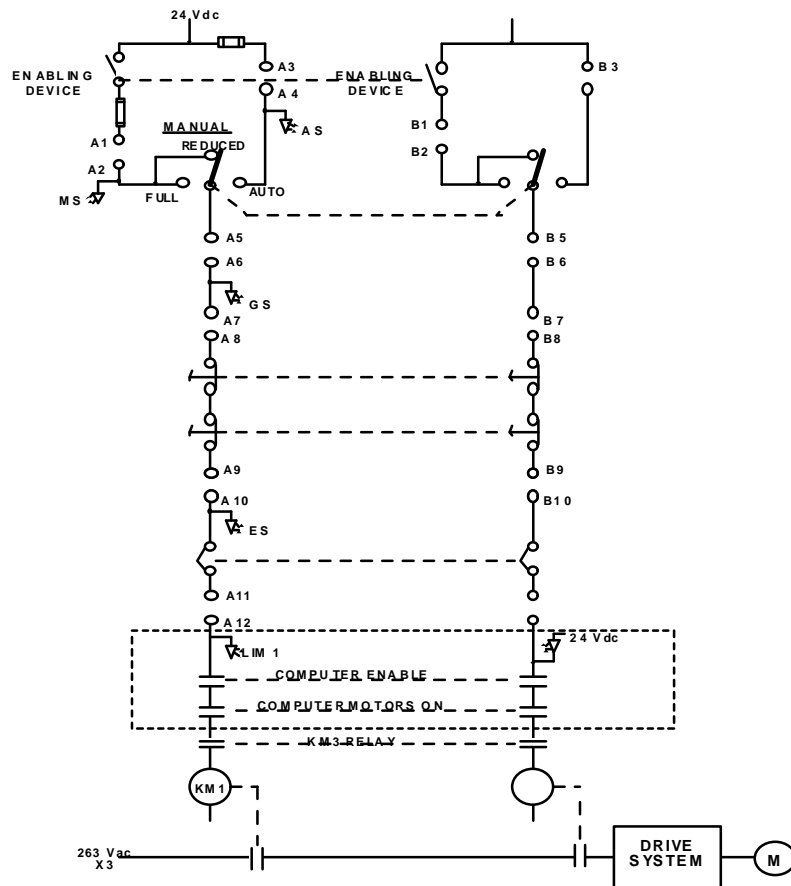 24 Vdc
A3
ENABLING
DEVICE
ENABLING
DEVICE
B3
A4
A1
MANUAL
REDUCED
AS
B1
A2
B2
MS
FULL
AUTO
A5
B5
A6
B6
GS
A7
B7
A8
B8
A9
B9
A10
B10
ES
A11
A12
LIM 1
24 Vdc
COMPUTER ENABLE
COMPUTER MOTORS ON
KM3 RELAY
KM1
263 Vac
X3
DRIVE
SYSTEM
M